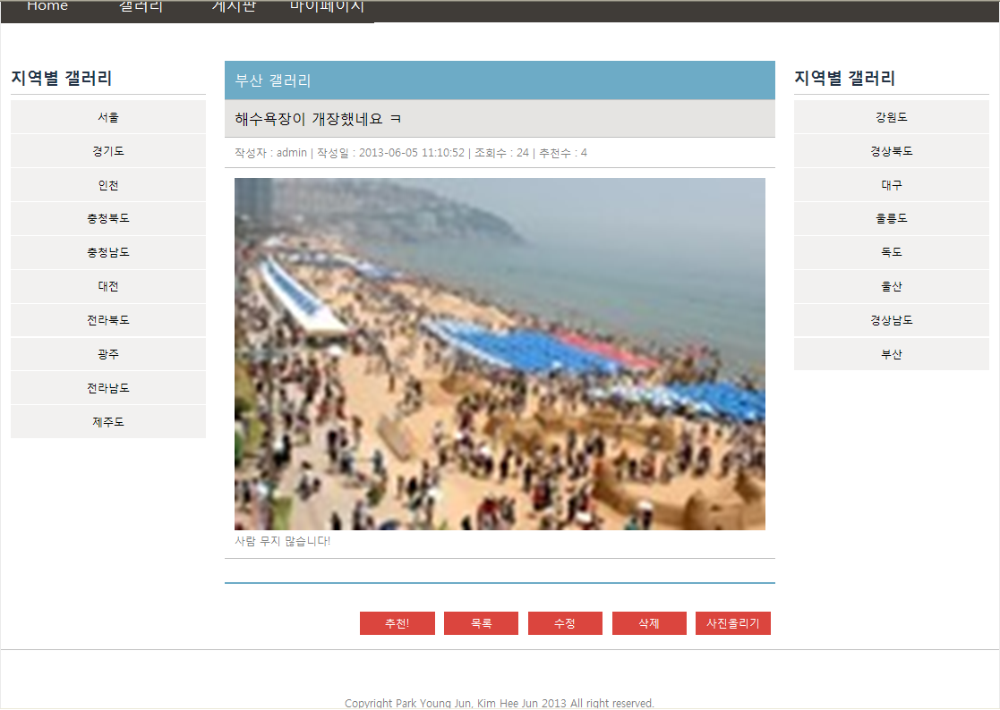 Home 갤러리 게시판 마이페이지
지역별 갤러리
서울
경기도
인천
충청북도
충청남도
대전
전라북도
광주
전라남도
제주도
부산 갤러리
해수욕장이 개장했네요 ㅋ
작성자 : admin | 작성일 : 2013-06-05 11:10:52 | 조회수 : 24 | 추천수 : 4
사람 무지 많습니다!
추천! 목록 수정 삭제 사진올리기
지역별 갤러리
강원도
경상북도
대구
울릉도
독도
울산
경상남도
부산
Copyright Park Young Jun, Kim Hee Jun 2013 All right reserved.